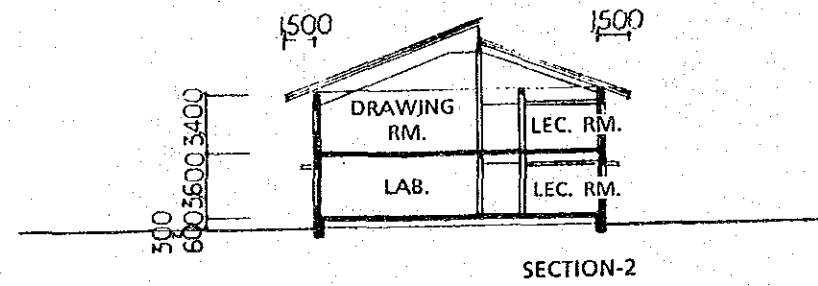 1500 1500
3400
DRAWING
RM.
LEC. RM.
3600
LAB.
LEC. RM.
300
600
SECTION-2